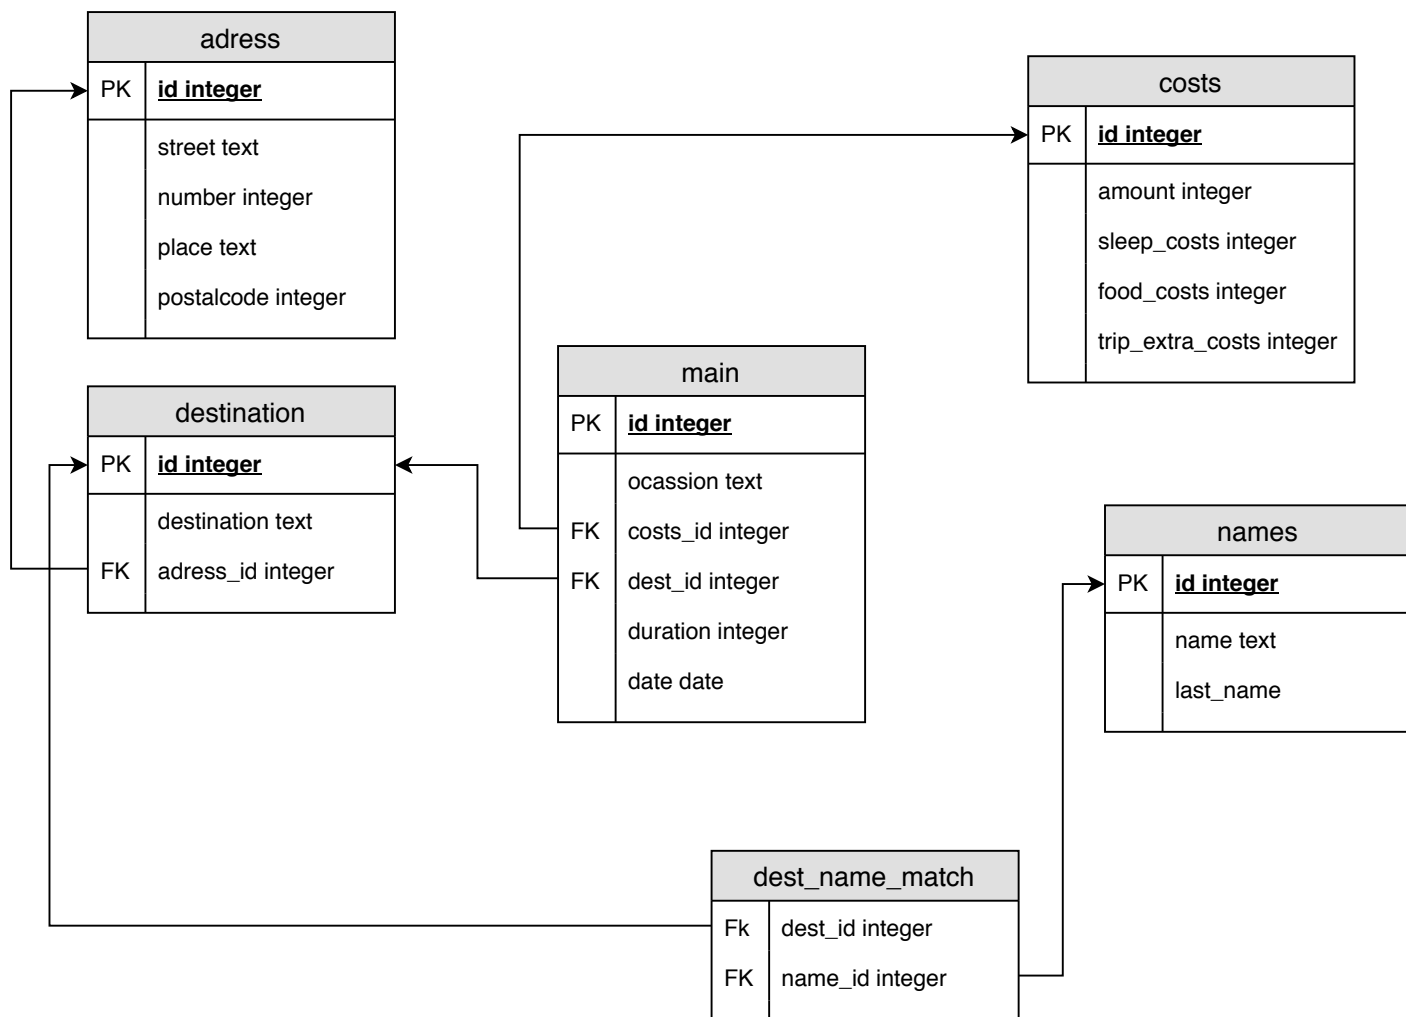 adress
PK id integer
street text
number integer
place text
postalcode integer
costs
PK id integer
amount integer
sleep_costs integer
food_costs integer
trip_extra_costs integer
main
PK id integer
ocassion text
FK costs_id integer
FK dest_id integer
duration integer
date date
destination
PK id integer
destination text
FK adress_id integer
names
PK id integer
name text
last_name
dest_name_match
Fk dest_id integer
FK name_id integer